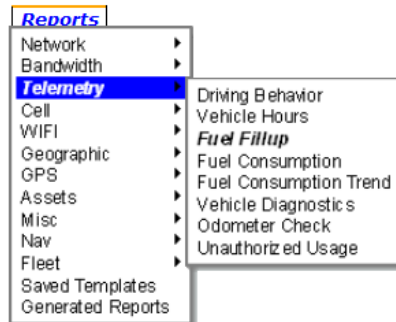 Reports
Network
Bandwidth
Telemetry
Cell
WIFI
Geographic
GPS
Assets
Misc
Nav
Fleet
Saved Templates
Generated Reports
Driving Behavior
Vehicle Hours
Fuel Fillup
Fuel Consumption
Fuel Consumption Trend
Vehicle Diagnostics
Odometer Check
Unauthorized Usage